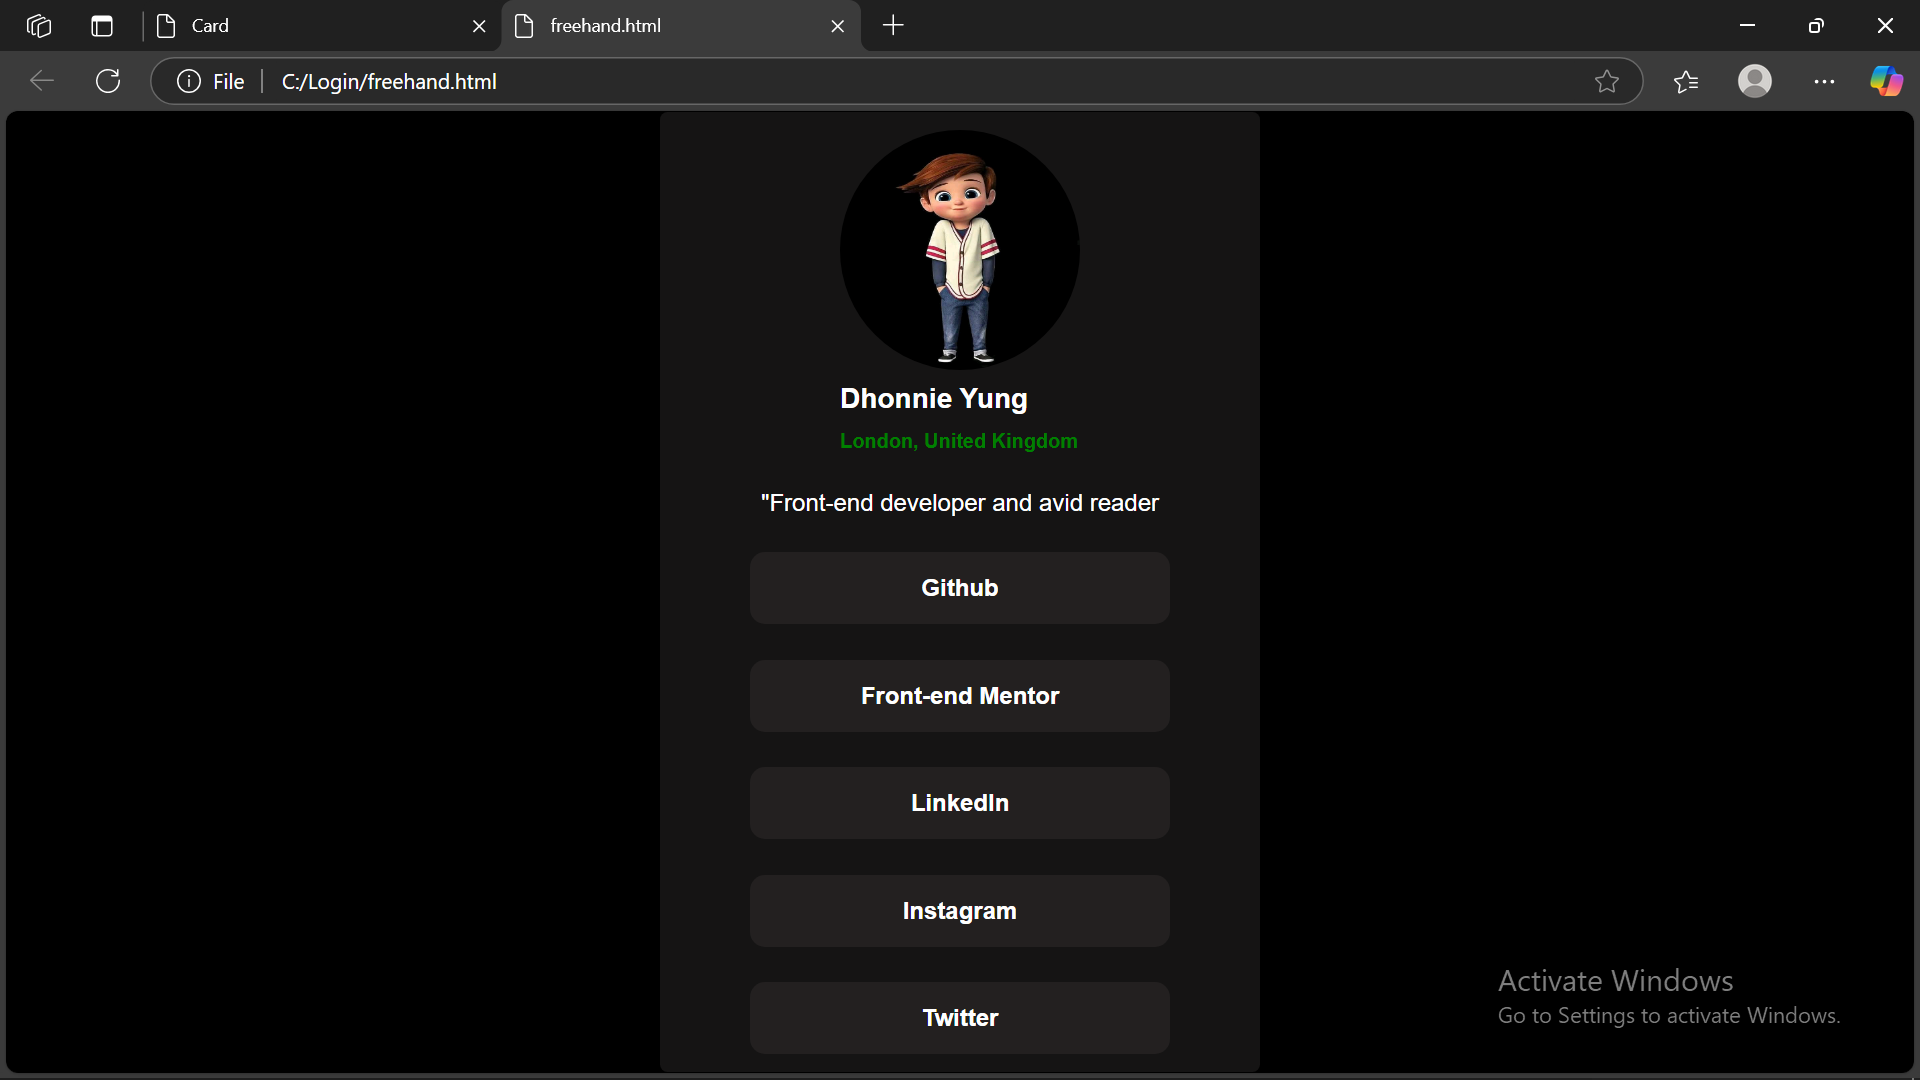 Card
freehand.html
File
C:/Login/freehand.html
Dhonnie Yung
London, United Kingdom
"Front-end developer and avid reader
Github
Front-end Mentor
LinkedIn
Instagram
Twitter
Activate Windows
Go to Settings to activate Windows.